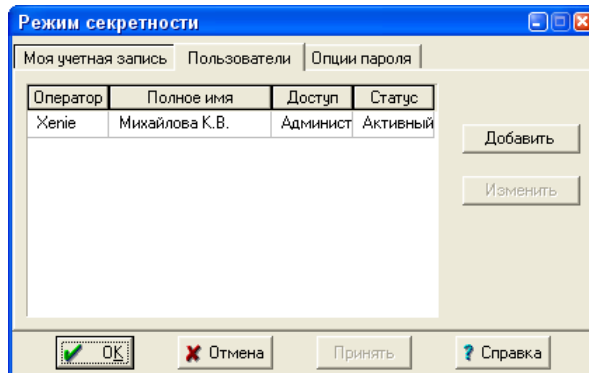 Режим секретности
Моя учетная запись Пользователи Опции пароля
Оператор Полное имя Доступ Статус
Xenie Михайлова К.В. Админист Активный
Добавить
Изменить
OK Отмена Принять Справка